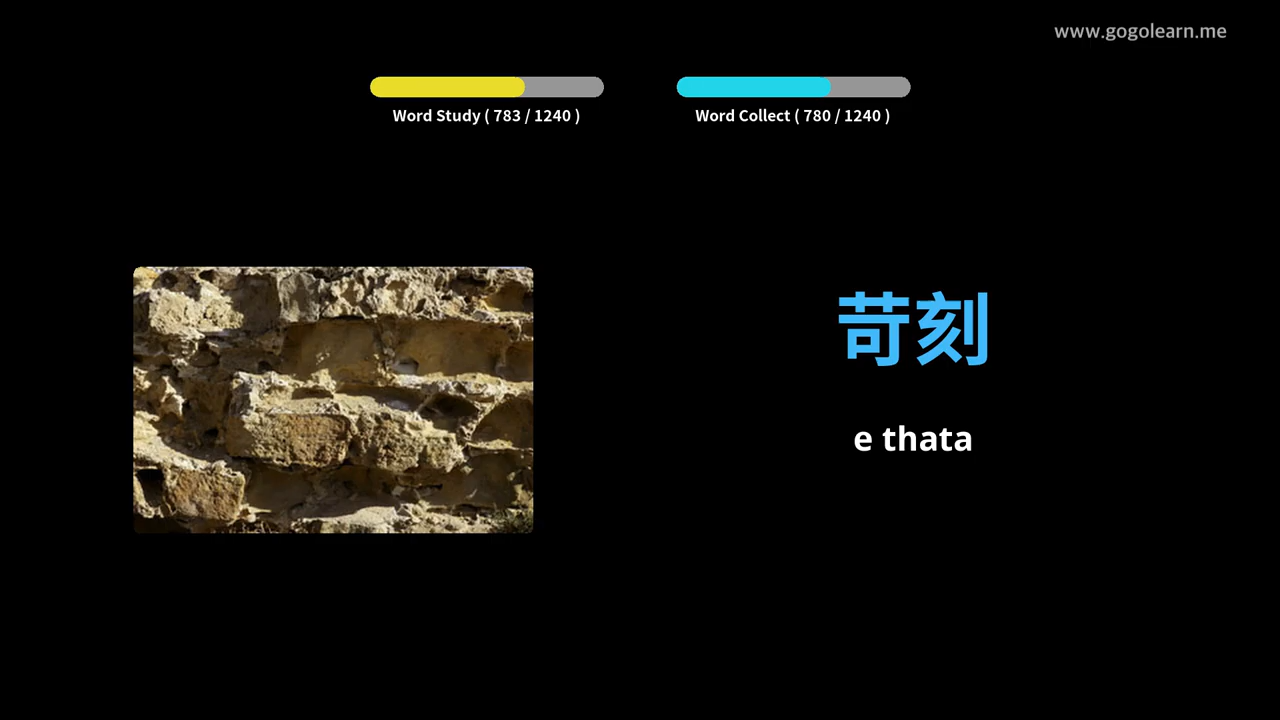 www.gogolearn.me
Word Study ( 783 / 1240 )
Word Collect ( 780 / 1240 )
苛刻
e thata